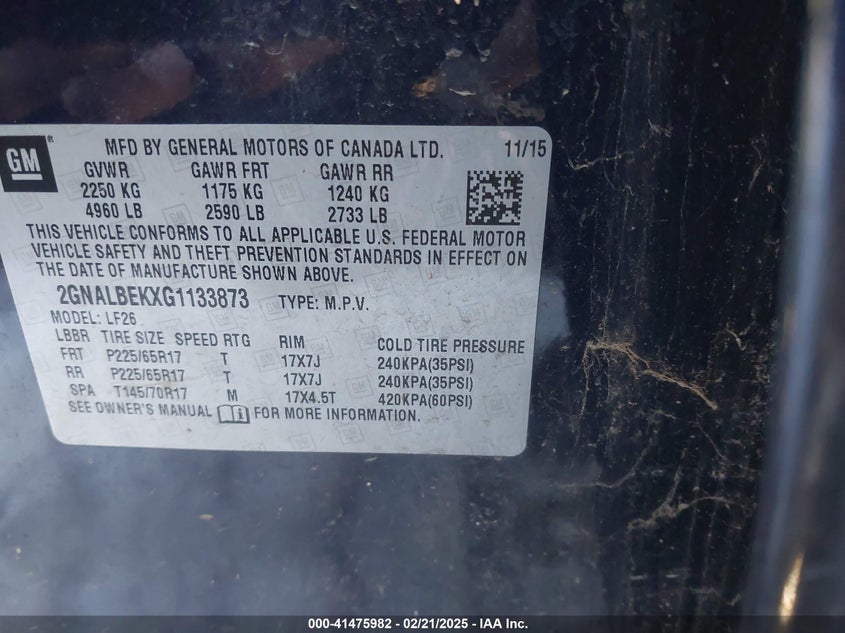 GM
MFD BY GENERAL MOTORS OF CANADA LTD. 11/15
GVWR GAWR FRT GAWR RR
2250 KG 1175 KG 1240 KG
4960 LB 2590 LB 2733 LB
THIS VEHICLE CONFORMS TO ALL APPLICABLE U.S. FEDERAL MOTOR
VEHICLE SAFETY AND THEFT PREVENTION STANDARDS IN EFFECT ON
THE DATE OF MANUFACTURE SHOWN ABOVE.
2GNALBEKXG1133873 TYPE: M.P.V.
MODEL: LF26
LBBR TIRE SIZE SPEED RTG RIM COLD TIRE PRESSURE
FRT P225/65R17 T 17X7J 240KPA(35PSI)
RR P225/65R17 T 17X7J 240KPA(35PSI)
SPA T145/70R17 M 17X4.5T 420KPA(60PSI)
SEE OWNER'S MANUAL FOR MORE INFORMATION.
000-41475982 - 02/21/2025 - IAA Inc.